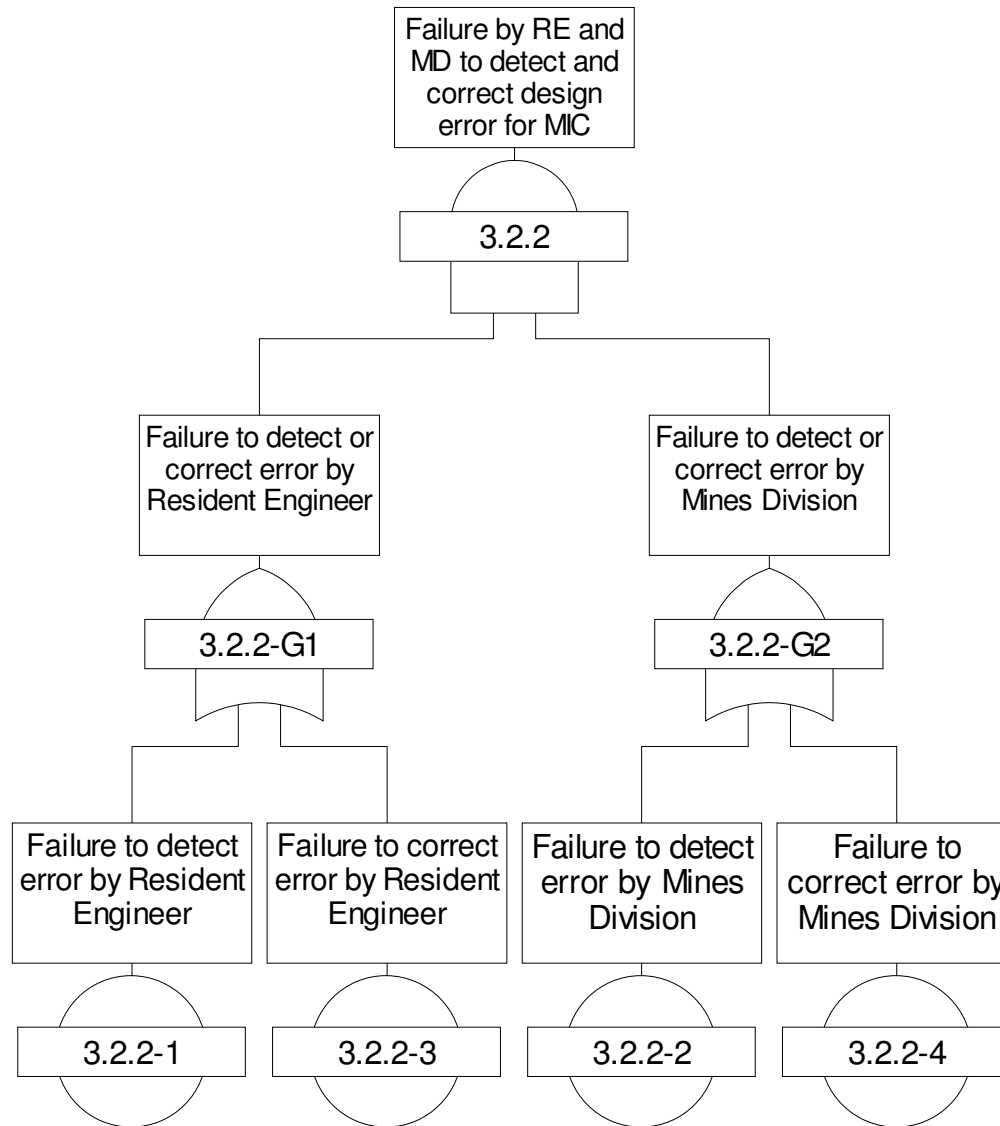 Failure by RE and
MD to detect and
correct design
error for MIC
3.2.2
Failure to detect or
correct error by
Resident Engineer
Failure to detect or
correct error by
Mines Division
3.2.2-G1
3.2.2-G2
Failure to detect
error by Resident
Engineer
Failure to correct
error by Resident
Engineer
Failure to detect
error by Mines
Division
Failure to
correct error by
Mines Division
3.2.2-1
3.2.2-3
3.2.2-2
3.2.2-4